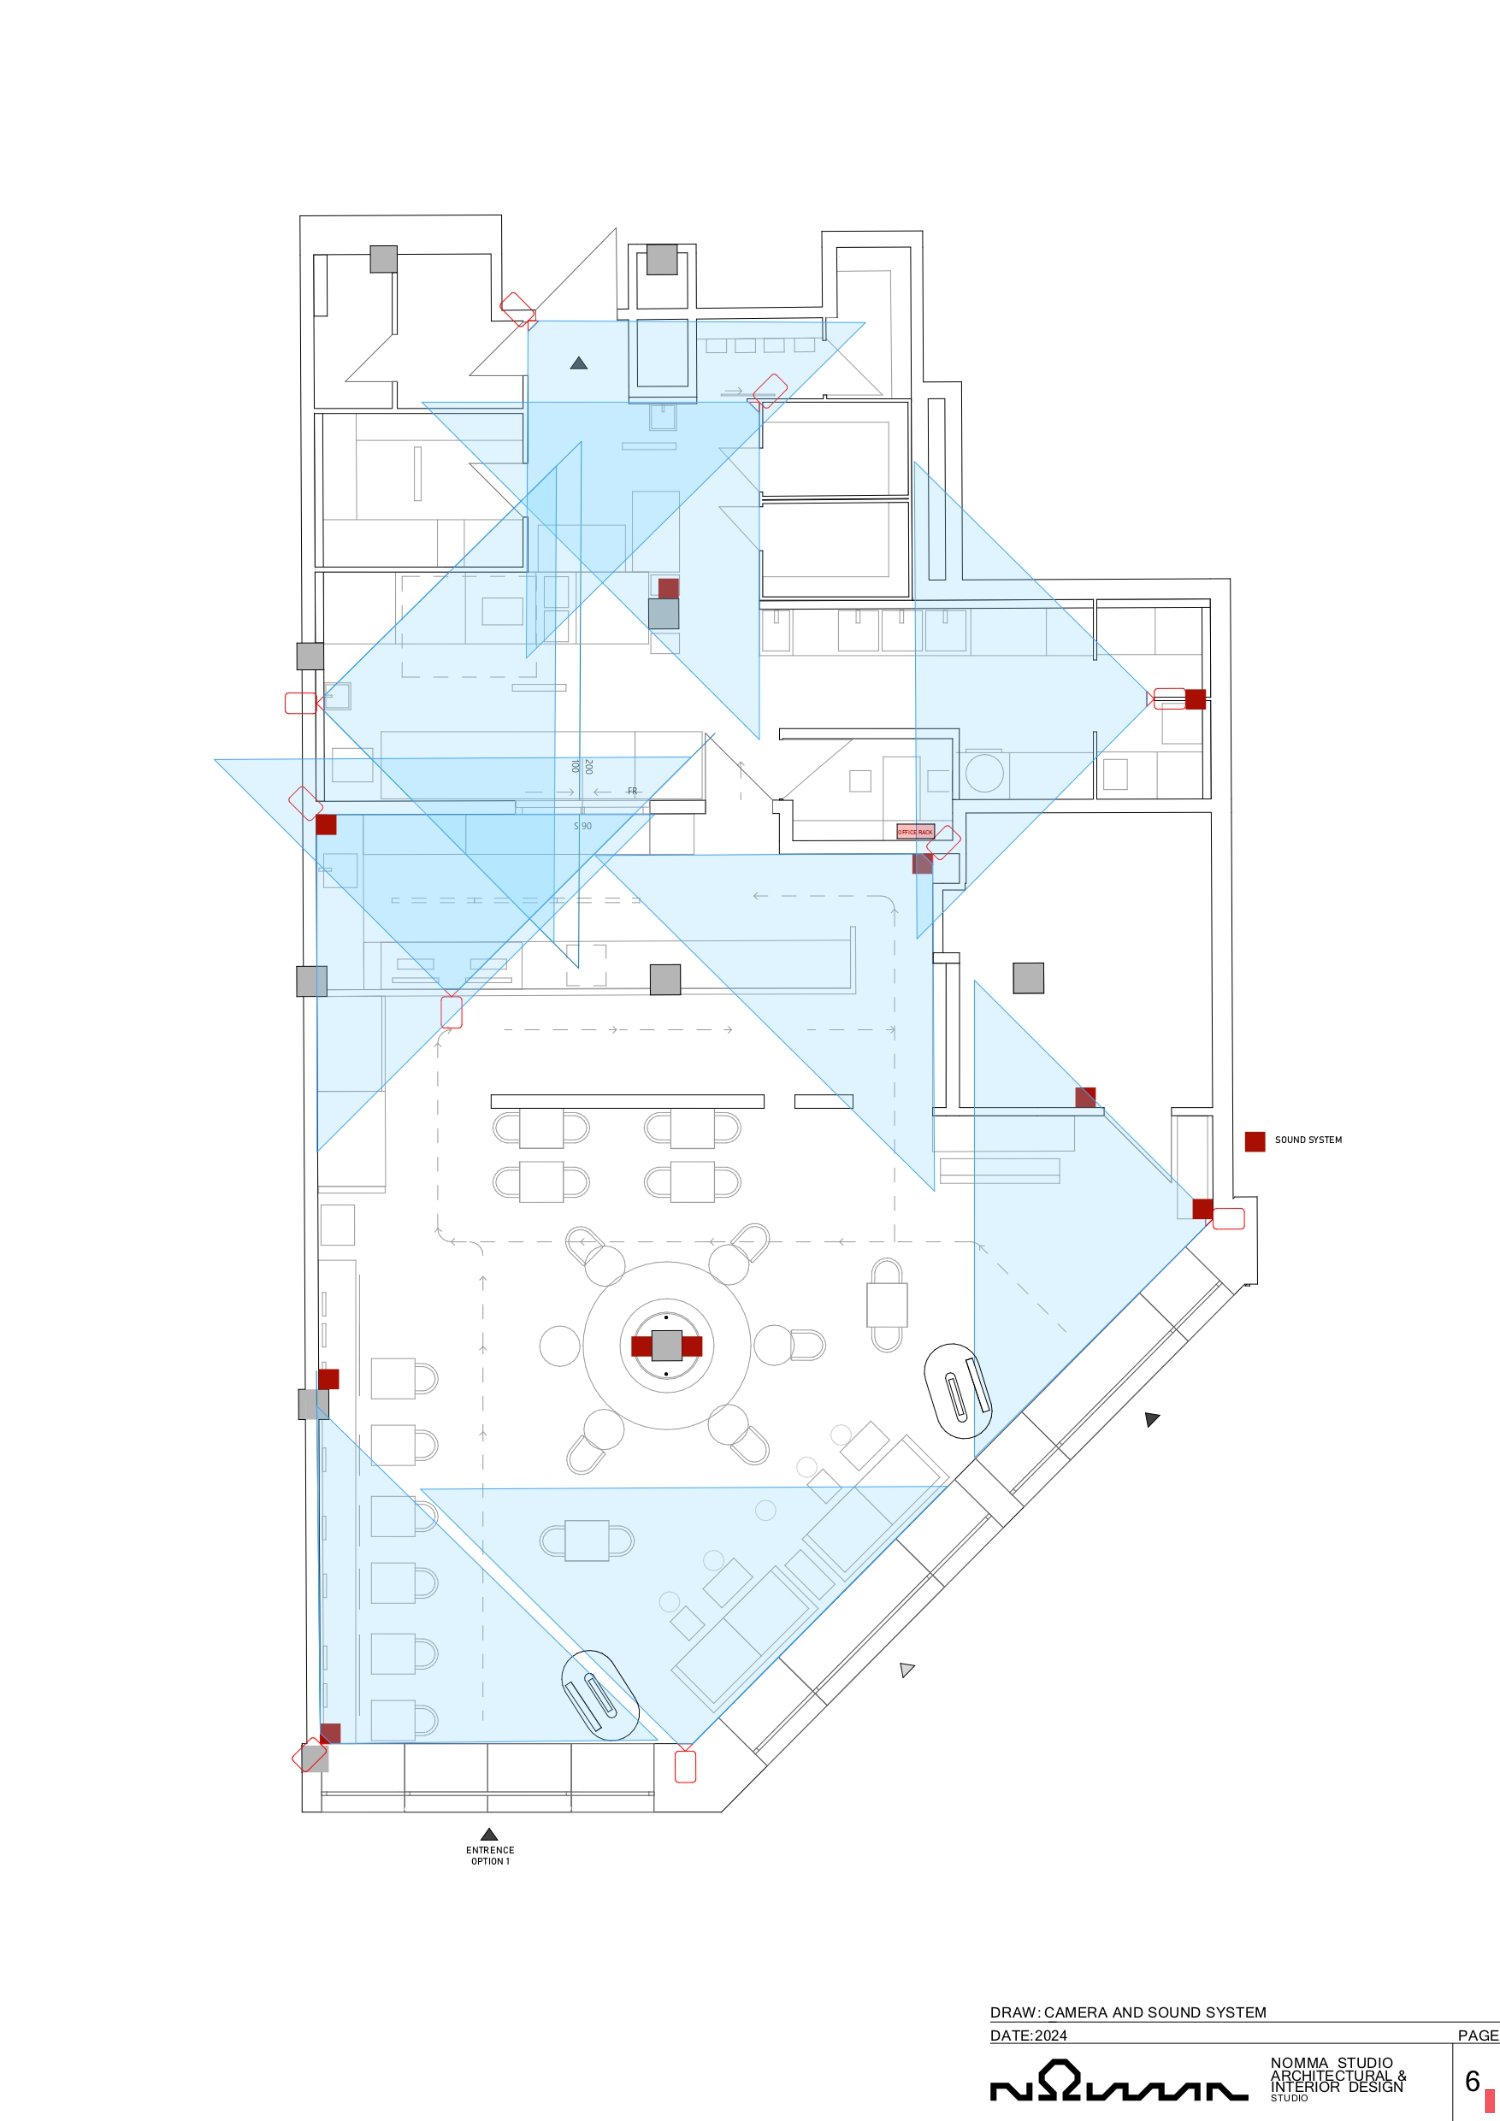 100
200
FR
S 90
OFFICE RACK
SOUND SYSTEM
ENTRENCE
OPTION 1
DRAW: CAMERA AND SOUND SYSTEM
DATE:2024
PAGE
NOMMA STUDIO
ARCHITECTURAL &
INTERIOR DESIGN
STUDIO
6